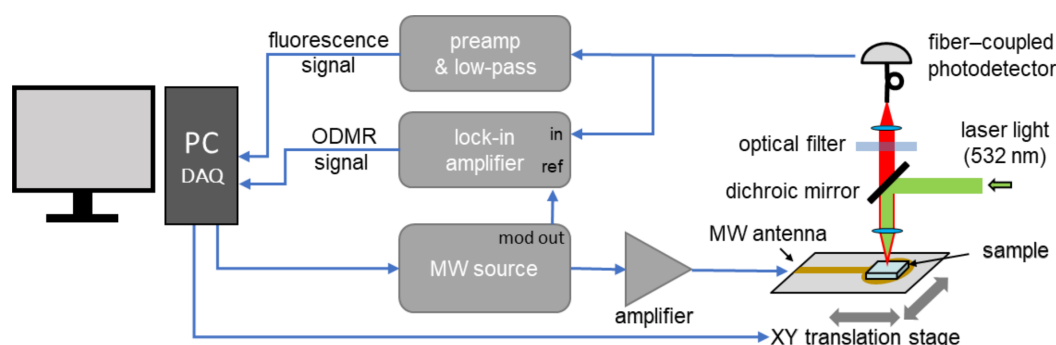 fluorescence
signal
preamp
& low-pass
fiber–coupled
photodetector
PC
DAQ
ODMR
signal
lock-in
amplifier
in
ref
optical filter
laser light
(532 nm)
dichroic mirror
mod out
MW source
amplifier
MW antenna
sample
XY translation stage